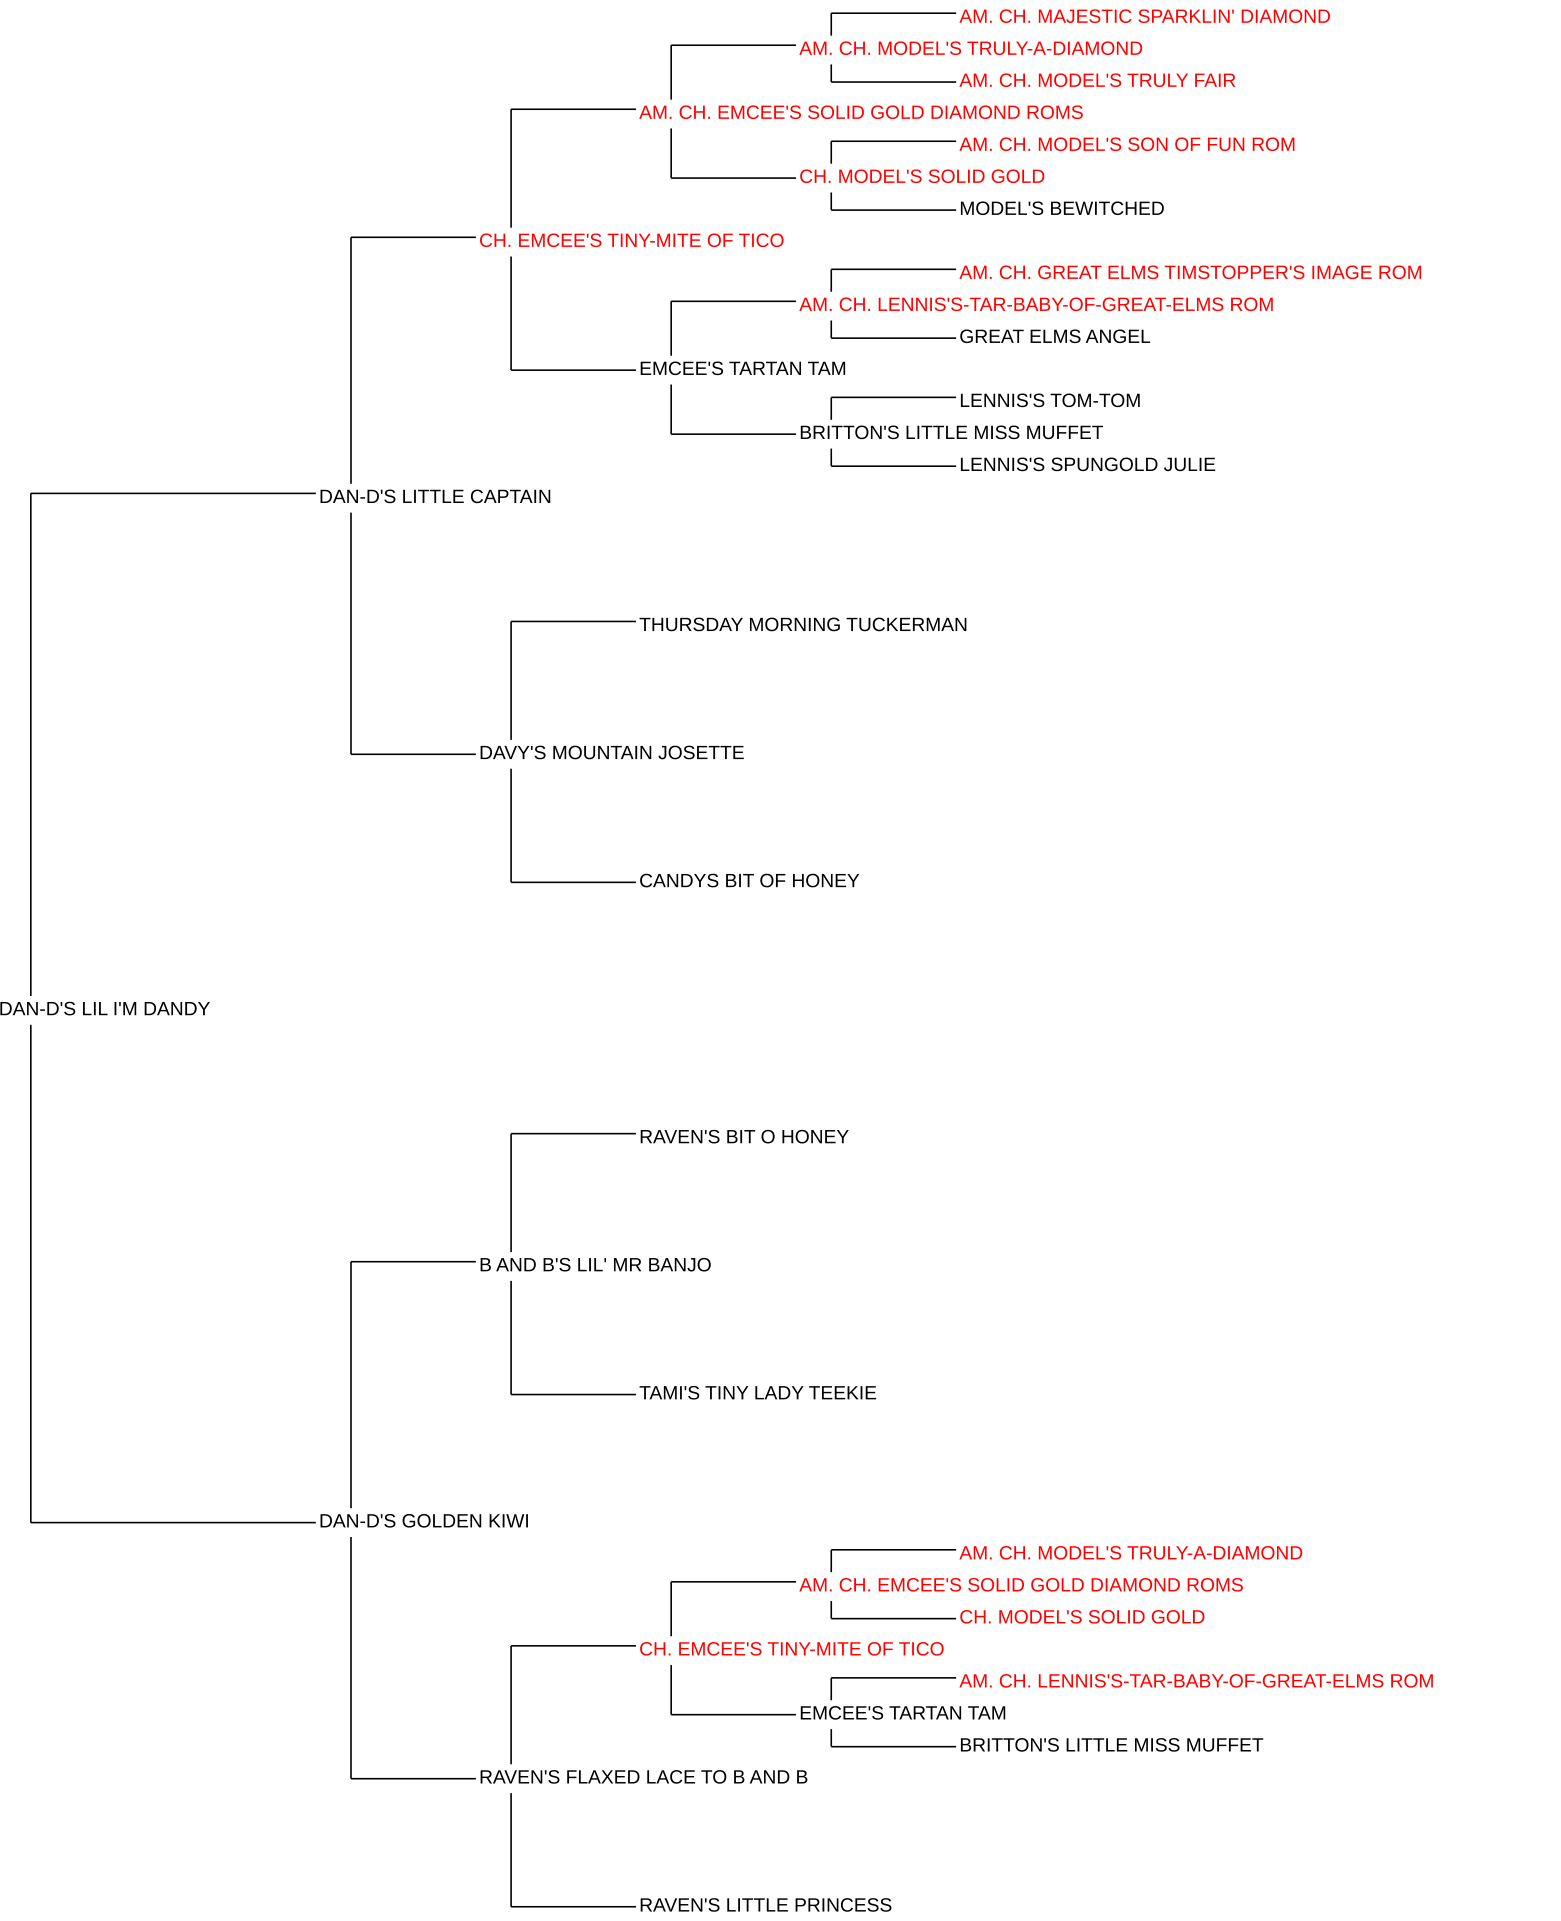 AM. CH. MAJESTIC SPARKLIN' DIAMOND
AM. CH. MODEL'S TRULY-A-DIAMOND
AM. CH. MODEL'S TRULY FAIR
AM. CH. EMCEE'S SOLID GOLD DIAMOND ROMS
AM. CH. MODEL'S SON OF FUN ROM
CH. MODEL'S SOLID GOLD
MODEL'S BEWITCHED
CH. EMCEE'S TINY-MITE OF TICO
AM. CH. GREAT ELMS TIMSTOPPER'S IMAGE ROM
AM. CH. LENNIS'S-TAR-BABY-OF-GREAT-ELMS ROM
GREAT ELMS ANGEL
EMCEE'S TARTAN TAM
LENNIS'S TOM-TOM
BRITTON'S LITTLE MISS MUFFET
LENNIS'S SPUNGOLD JULIE
DAN-D'S LITTLE CAPTAIN
THURSDAY MORNING TUCKERMAN
DAVY'S MOUNTAIN JOSETTE
CANDYS BIT OF HONEY
DAN-D'S LIL I'M DANDY
RAVEN'S BIT O HONEY
B AND B'S LIL' MR BANJO
TAMI'S TINY LADY TEEKIE
DAN-D'S GOLDEN KIWI
AM. CH. MODEL'S TRULY-A-DIAMOND
AM. CH. EMCEE'S SOLID GOLD DIAMOND ROMS
CH. MODEL'S SOLID GOLD
CH. EMCEE'S TINY-MITE OF TICO
AM. CH. LENNIS'S-TAR-BABY-OF-GREAT-ELMS ROM
EMCEE'S TARTAN TAM
BRITTON'S LITTLE MISS MUFFET
RAVEN'S FLAXED LACE TO B AND B
RAVEN'S LITTLE PRINCESS